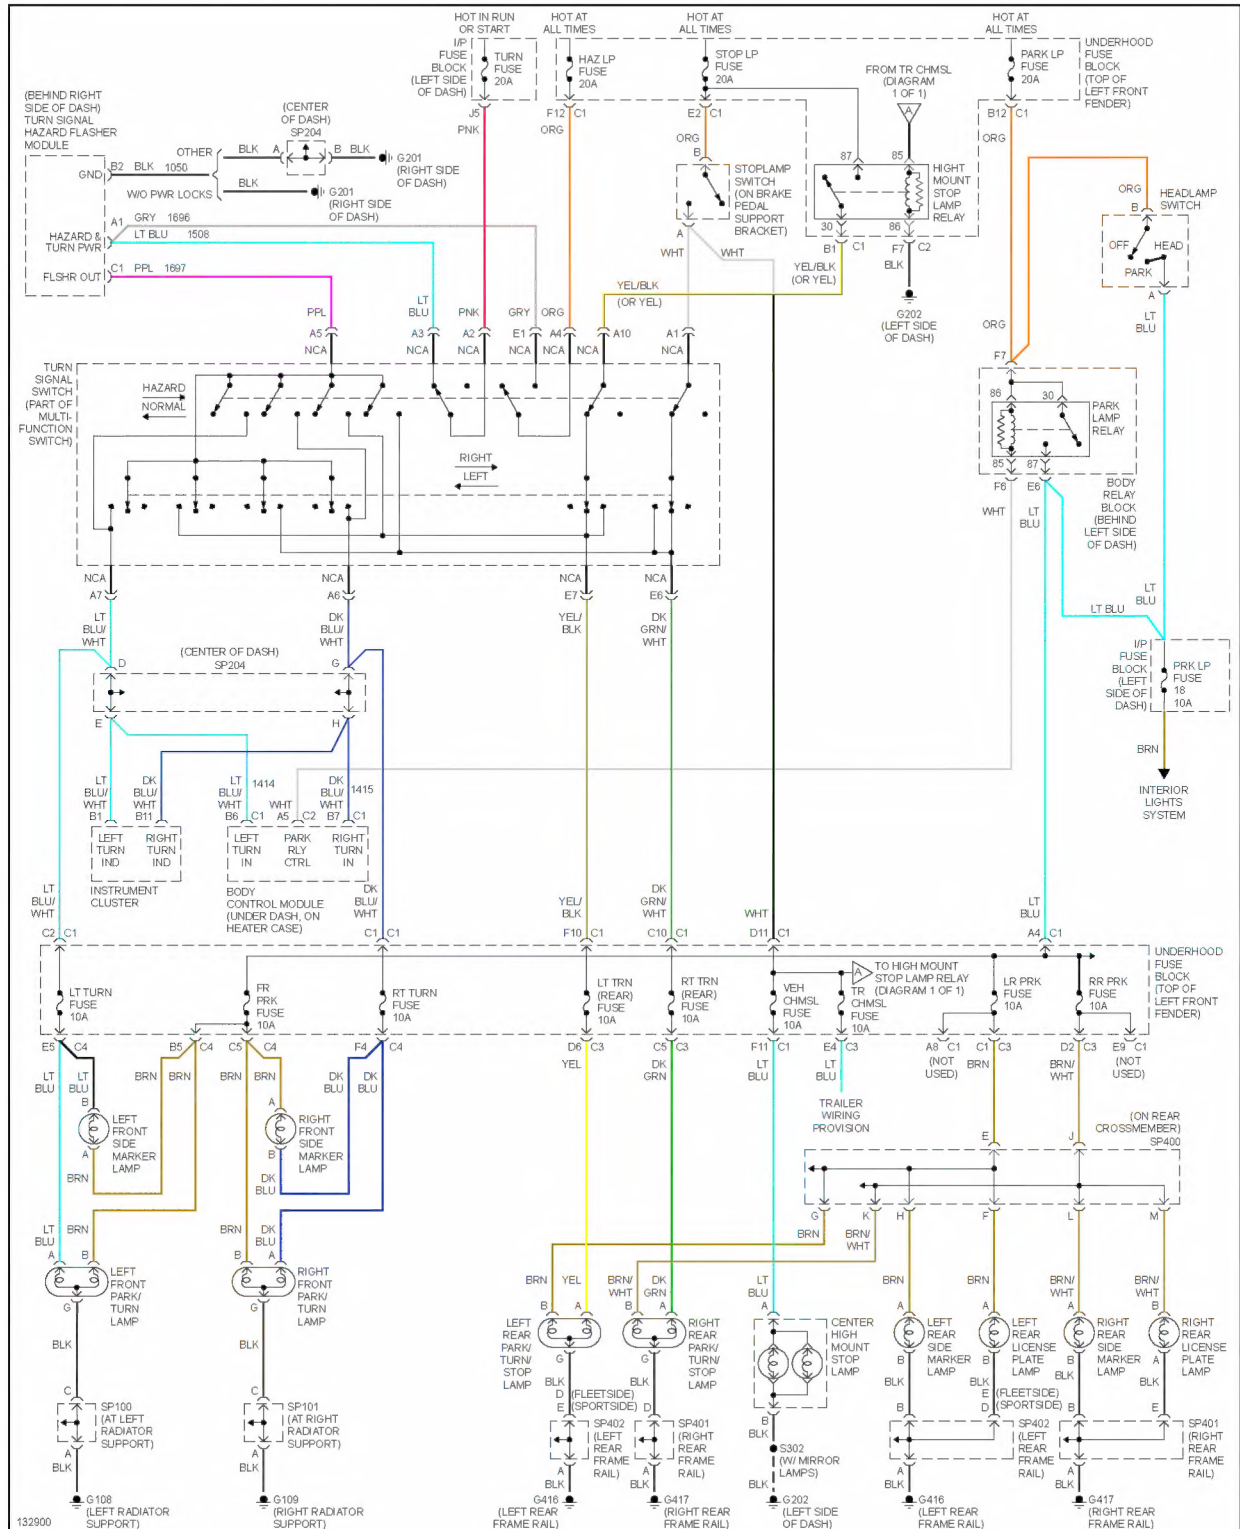 HOT IN RUN
OR START
HOT AT
ALL TIMES
HOT AT
ALL TIMES
HOT AT
ALL TIMES
I/P
FUSE
BLOCK
(LEFT SIDE
OF DASH)
TURN
FUSE
20A
HAZ LP
FUSE
20A
STOP LP
FUSE
20A
FROM TR CHMSL
(DIAGRAM
1 OF 1)
A
PARK LP
FUSE
20A
UNDERHOOD
FUSE
BLOCK
(TOP OF
LEFT FRONT
FENDER)
J5
F12 C1
E2 C1
B12 C1
PNK
ORG
ORG
ORG
(BEHIND RIGHT
SIDE OF DASH)
TURN SIGNAL
HAZARD FLASHER
MODULE
(CENTER
OF DASH)
SP204
GND
B2 BLK 1050
OTHER
BLK A
B BLK
G201
(RIGHT SIDE
OF DASH)
W/O PWR LOCKS
BLK
G201
(RIGHT SIDE
OF DASH)
HAZARD &
TURN PWR
A1
GRY 1696
LT BLU 1508
FLSHR OUT
C1 PPL 1697
B
STOPLAMP
SWITCH
(ON BRAKE
PEDAL
SUPPORT
BRACKET)
A
WHT
WHT
87
85
HIGHT
MOUNT
STOP
LAMP
RELAY
30
86
B1 C1
F7 C2
YEL/BLK
(OR YEL)
BLK
G202
(LEFT SIDE
OF DASH)
YEL/BLK
(OR YEL)
ORG
B
HEADLAMP
SWITCH
OFF
HEAD
PARK
A
LT
BLU
PPL
LT
BLU
PNK
GRY
ORG
A5
A3
A2
E1
A4
A10
A1
NCA
NCA
NCA
NCA
NCA
NCA
NCA
TURN
SIGNAL
SWITCH
(PART OF
MULTI-
FUNCTION
SWITCH)
HAZARD
NORMAL
RIGHT
LEFT
ORG
F7
86
30
PARK
LAMP
RELAY
85
87
F6
E6
WHT
LT
BLU
BODY
RELAY
BLOCK
(BEHIND
LEFT SIDE
OF DASH)
NCA
NCA
NCA
NCA
A7
A6
E7
E6
LT
BLU/
WHT
DK
BLU/
WHT
YEL/
BLK
DK
GRN/
WHT
LT BLU
LT
BLU
(CENTER OF DASH)
SP204
D
G
E
H
I/P
FUSE
BLOCK
(LEFT
SIDE OF
DASH)
PRK LP
FUSE
18
10A
BRN
INTERIOR
LIGHTS
SYSTEM
LT
BLU/
WHT
B1
DK
BLU/
WHT
B11
LT
BLU/
WHT
1414
B6 C1
WHT
A5 C2
DK
BLU/
WHT
1415
B7 C1
LEFT
TURN
IND
RIGHT
TURN
IND
LEFT
TURN
IN
PARK
RLY
CTRL
RIGHT
TURN
IN
INSTRUMENT
CLUSTER
BODY
CONTROL MODULE
(UNDER DASH, ON
HEATER CASE)
LT
BLU/
WHT
DK
BLU/
WHT
YEL/
BLK
DK
GRN/
WHT
WHT
LT
BLU
C2 C1
C1 C1
F10 C1
C10 C1
D11 C1
A4 C1
LT TURN
FUSE
10A
FR
PRK
FUSE
10A
RT TURN
FUSE
10A
LT TRN
(REAR)
FUSE
10A
RT TRN
(REAR)
FUSE
10A
VEH
CHMSL
FUSE
10A
A
TO HIGH MOUNT
STOP LAMP RELAY
(DIAGRAM 1 OF 1)
TR
CHMSL
FUSE
10A
LR PRK
FUSE
10A
RR PRK
FUSE
10A
UNDERHOOD
FUSE
BLOCK
(TOP OF
LEFT FRONT
FENDER)
E5 C4
B5 C4
C5 C4
F4 C4
D6 C3
C5 C3
F11 C1
E4 C3
A8 C1
(NOT
USED)
C1 C3
D2 C3
E9 C1
(NOT
USED)
LT
BLU
LT
BLU
BRN
BRN
BRN
BRN
DK
BLU
DK
BLU
YEL
DK
GRN
LT
BLU
LT
BLU
BRN
BRN/
WHT
TRAILER
WIRING
PROVISION
B
LEFT
FRONT
SIDE
MARKER
LAMP
A
BRN
A
RIGHT
FRONT
SIDE
MARKER
LAMP
B
DK
BLU
(ON REAR
CROSSMEMBER)
SP400
E
J
G
K
H
F
L
M
LT
BLU
BRN
BRN
DK
BLU
A
B
B
A
LEFT
FRONT
PARK/
TURN
LAMP
RIGHT
FRONT
PARK/
TURN
LAMP
G
G
BLK
BLK
C
C
SP100
(AT LEFT
RADIATOR
SUPPORT)
SP101
(AT RIGHT
RADIATOR
SUPPORT)
A
A
BLK
BLK
G108
(LEFT RADIATOR
SUPPORT)
G109
(RIGHT RADIATOR
SUPPORT)
BRN
BRN/
WHT
BRN
YEL
BRN/
WHT
DK
GRN
LT
BLU
BRN
BRN
BRN/
WHT
BRN/
WHT
B
A
B
A
A
A
A
A
B
LEFT
REAR
PARK/
TURN/
STOP
LAMP
RIGHT
REAR
PARK/
TURN/
STOP
LAMP
CENTER
HIGH
MOUNT
STOP
LAMP
LEFT
REAR
SIDE
MARKER
LAMP
LEFT
REAR
LICENSE
PLATE
LAMP
RIGHT
REAR
SIDE
MARKER
LAMP
RIGHT
REAR
LICENSE
PLATE LAMP
G
G
B
B
B
A
BLK
BLK
BLK
BLK
BLK
BLK
D (FLEETSIDE)
E (SPORTSIDE)
D
B
BLK
B
E (FLEETSIDE)
D (SPORTSIDE)
B
E
SP402
(LEFT
REAR
FRAME
RAIL)
SP401
(RIGHT
REAR
FRAME
RAIL)
S302
(W/ MIRROR
LAMPS)
SP402
(LEFT
REAR
FRAME
RAIL)
SP401
(RIGHT
REAR
FRAME
RAIL)
A
A
A
A
BLK
BLK
BLK
BLK
BLK
G416
(LEFT REAR
FRAME RAIL)
G417
(RIGHT REAR
FRAME RAIL)
G202
(LEFT SIDE
OF DASH)
G416
(LEFT REAR
FRAME RAIL)
G417
(RIGHT REAR
FRAME RAIL)
132900